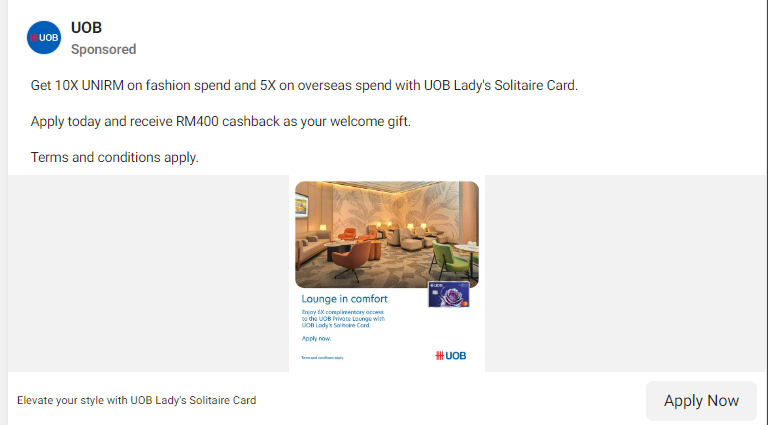 UOB
UOB
Sponsored
Get 10X UNIRM on fashion spend and 5X on overseas spend with UOB Lady's Solitaire Card.
Apply today and receive RM400 cashback as your welcome gift.
Terms and conditions apply.
Lounge in comfort
Enjoy 6X complimentary access
to the UOB Private Lounge with
UOB Lady's Solitaire Card.
Apply now.
Terms and conditions apply.
UOB
UOB
Elevate your style with UOB Lady's Solitaire Card
Apply Now